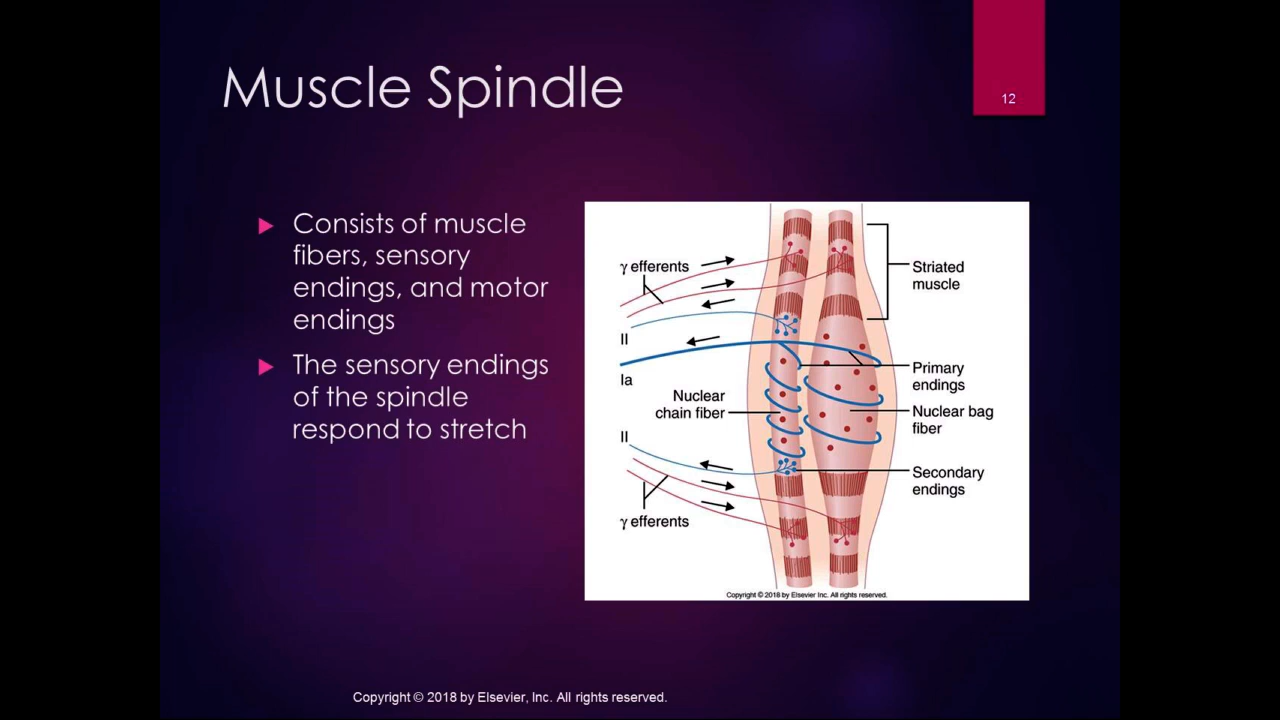 Muscle Spindle
12
Consists of muscle
fibers, sensory
endings, and motor
endings
The sensory endings
of the spindle
respond to stretch
γ efferents
II
Ia
Nuclear
chain fiber
II
γ efferents
Striated
muscle
Primary
endings
Nuclear bag
fiber
Secondary
endings
Copyright © 2018 by Elsevier Inc. All rights reserved.
Copyright © 2018 by Elsevier, Inc. All rights reserved.